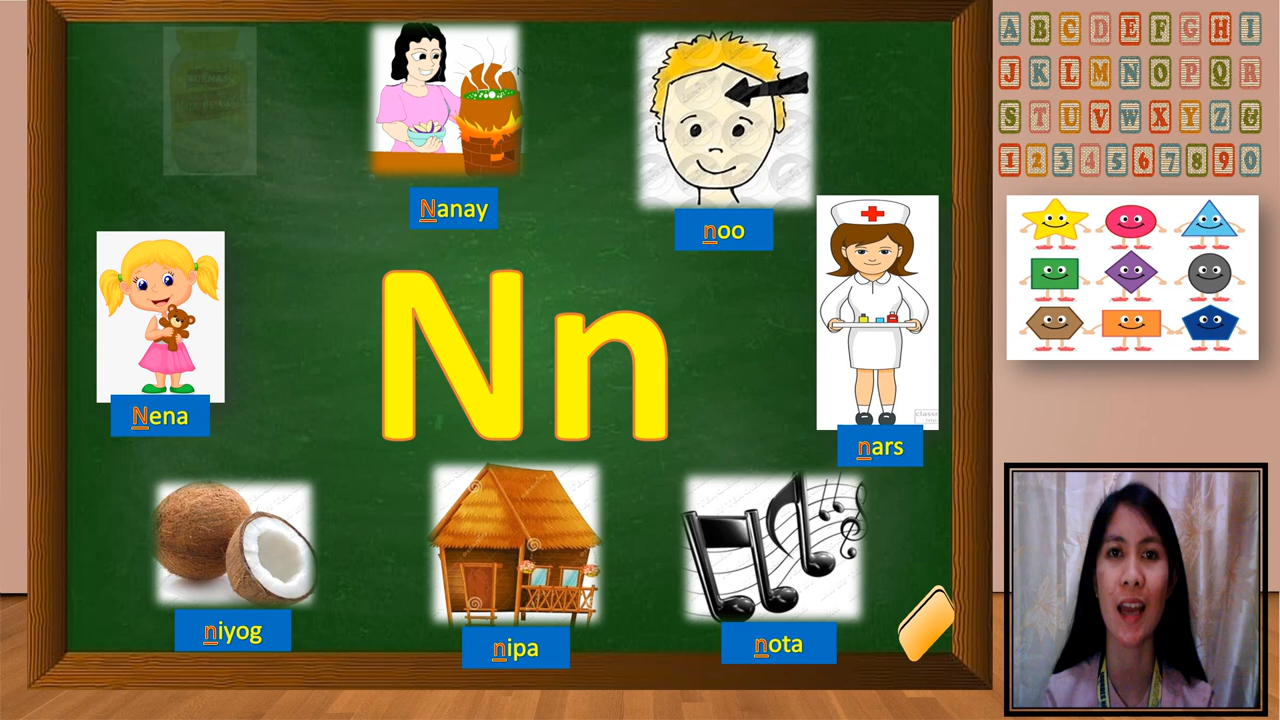 Nanay
noo
Nn
Nena
nars
niyog
nipa
nota
A B C D E F G H I
J K L M N O P Q R
S T U V W X Y Z &
1 2 3 4 5 6 7 8 9 0